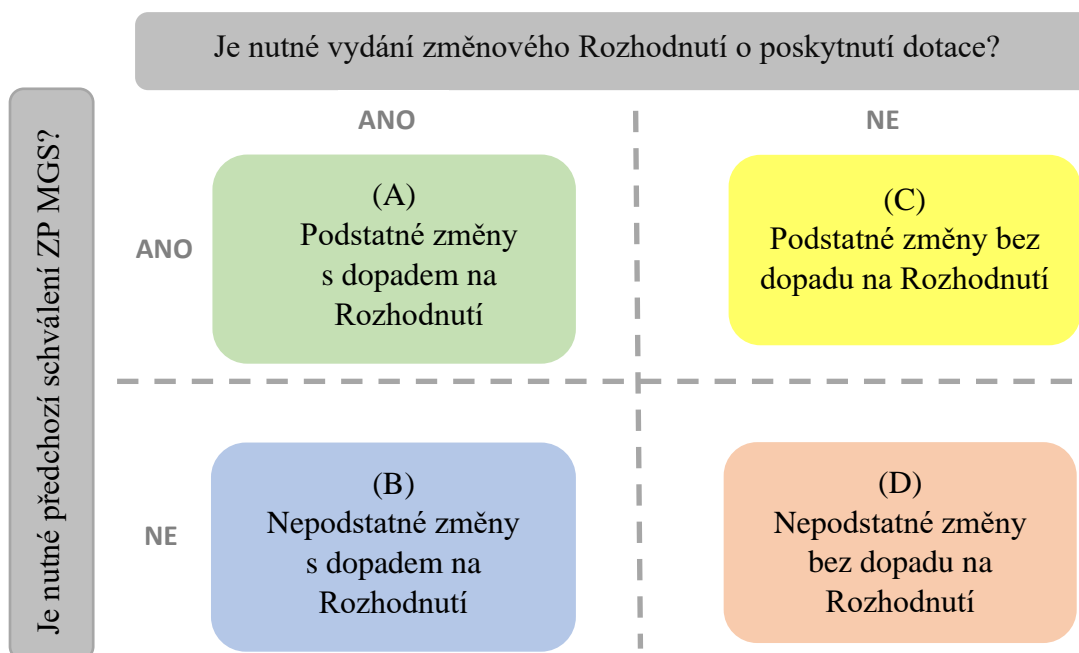 Je nutné vydání změnového Rozhodnutí o poskytnutí dotace?
Je nutné předchozí schválení ZP MGS?
ANO
NE
ANO
(A)
Podstatné změny
s dopadem na
Rozhodnutí
(C)
Podstatné změny bez
dopadu na Rozhodnutí
NE
(B)
Nepodstatné změny
s dopadem na
Rozhodnutí
(D)
Nepodstatné změny
bez dopadu na
Rozhodnutí